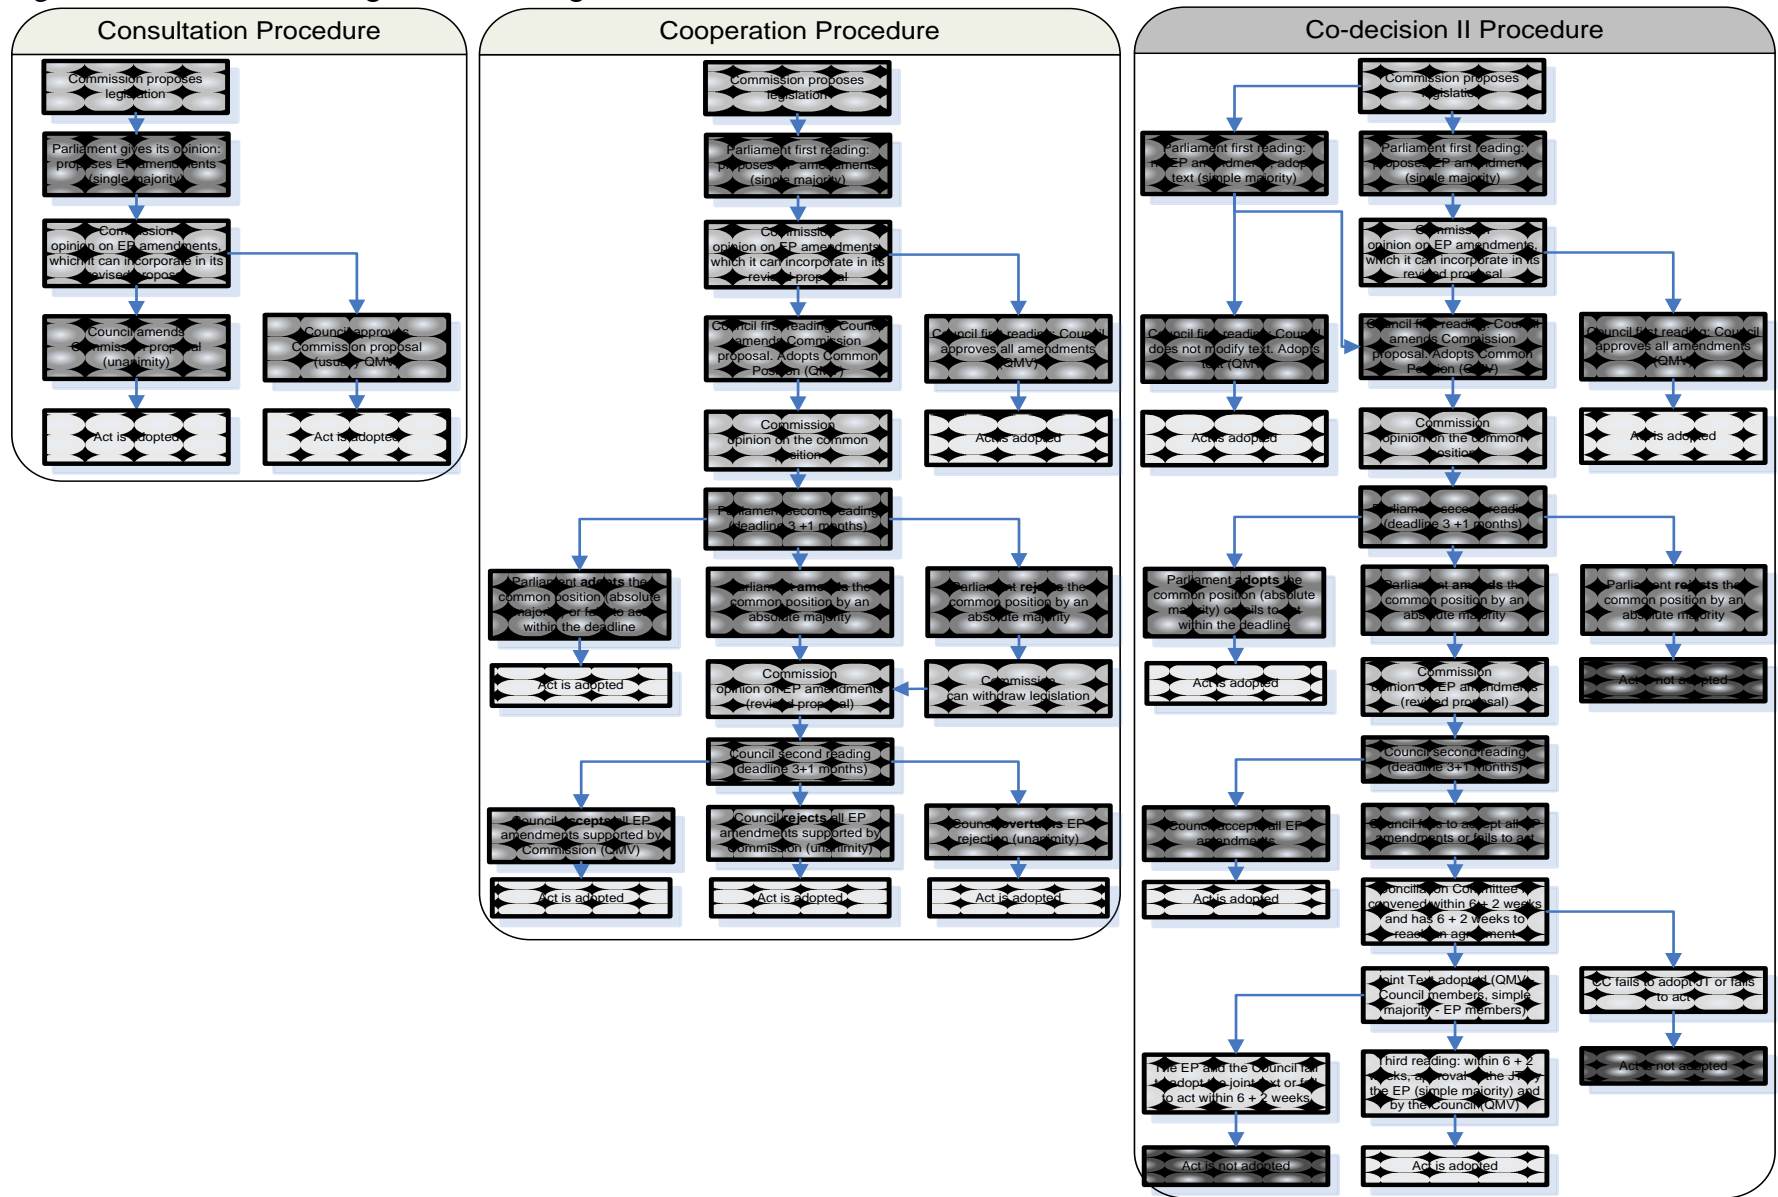 Consultation Procedure
Commission proposes
legislation
Parliament gives its opinion:
proposes EP amendments
(single majority)
Commission
opinion on EP amendments,
which it can incorporate in its
revised proposal
Council amends
Commission proposal
(unanimity)
Council approves
Commission proposal
(usually QMV)
Act is adopted
Act is adopted
Cooperation Procedure
Commission proposes
legislation
Parliament first reading:
proposes EP amendments
(single majority)
Commission
opinion on EP amendments,
which it can incorporate in its
revised proposal
Council first reading: Council
amends Commission
proposal. Adopts Common
Position (QMV)
Council first reading: Council
approves all amendments
(QMV)
Commission
opinion on the common
position
Act is adopted
Parliament second reading
(deadline 3 +1 months)
Parliament adopts the
common position (absolute
majority) or fails to act
within the deadline
Parliament amends the
common position by an
absolute majority
Parliament rejects the
common position by an
absolute majority
Act is adopted
Commission
opinion on EP amendments
(revised proposal)
Commission
can withdraw legislation
Council second reading
(deadline 3+1 months)
Council accepts all EP
amendments supported by
Commission (QMV)
Council rejects all EP
amendments supported by
Commission (unanimity)
Council overturns EP
rejection (unanimity)
Act is adopted
Act is adopted
Act is adopted
Co-decision II Procedure
Commission proposes
legislation
Parliament first reading:
no EP amendments, adopts
text (simple majority)
Parliament first reading:
proposes EP amendments
(single majority)
Commission
opinion on EP amendments,
which it can incorporate in its
revised proposal
Council first reading: Council
does not modify text. Adopts
text (QMV)
Council first reading: Council
amends Commission
proposal. Adopts Common
Position (QMV)
Council first reading: Council
approves all amendments
(QMV)
Act is adopted
Commission
opinion on the common
position
Act is adopted
Parliament second reading
(deadline 3 +1 months)
Parliament adopts the
common position (absolute
majority) or fails to act
within the deadline
Parliament amends the
common position by an
absolute majority
Parliament rejects the
common position by an
absolute majority
Act is adopted
Commission
opinion on EP amendments
(revised proposal)
Act is not adopted
Council second reading
(deadline 3+1 months)
Council accepts all EP
amendments
Council fails to accept all EP
amendments or fails to act
Act is adopted
Conciliation Committee is
convened within 6 + 2 weeks
and has 6 + 2 weeks to
reach an agreement
Joint Text adopted (QMV -
Council members, simple
majority - EP members)
CC fails to adopt JT or fails
to act
The EP and the Council fail
to adopt the joint text or fail
to act within 6 + 2 weeks
Third reading: within 6 + 2
weeks, approval of the JT by
the EP (simple majority) and
by the Council (QMV)
Act is not adopted
Act is not adopted
Act is adopted